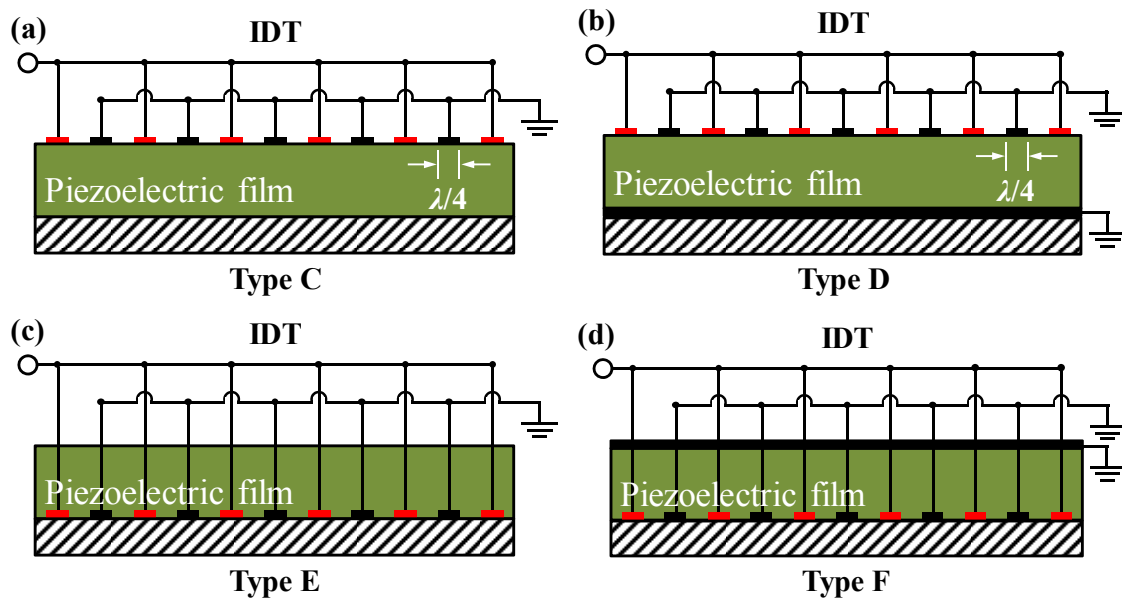 (a)
IDT
Piezoelectric film
λ/4
Type C
(b)
IDT
Piezoelectric film
λ/4
Type D
(c)
IDT
Piezoelectric film
Type E
(d)
IDT
Piezoelectric film
Type F